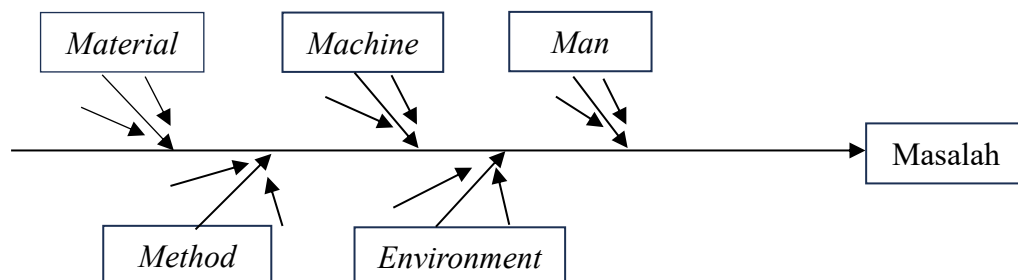 Material
Machine
Man
Masalah
Method
Environment